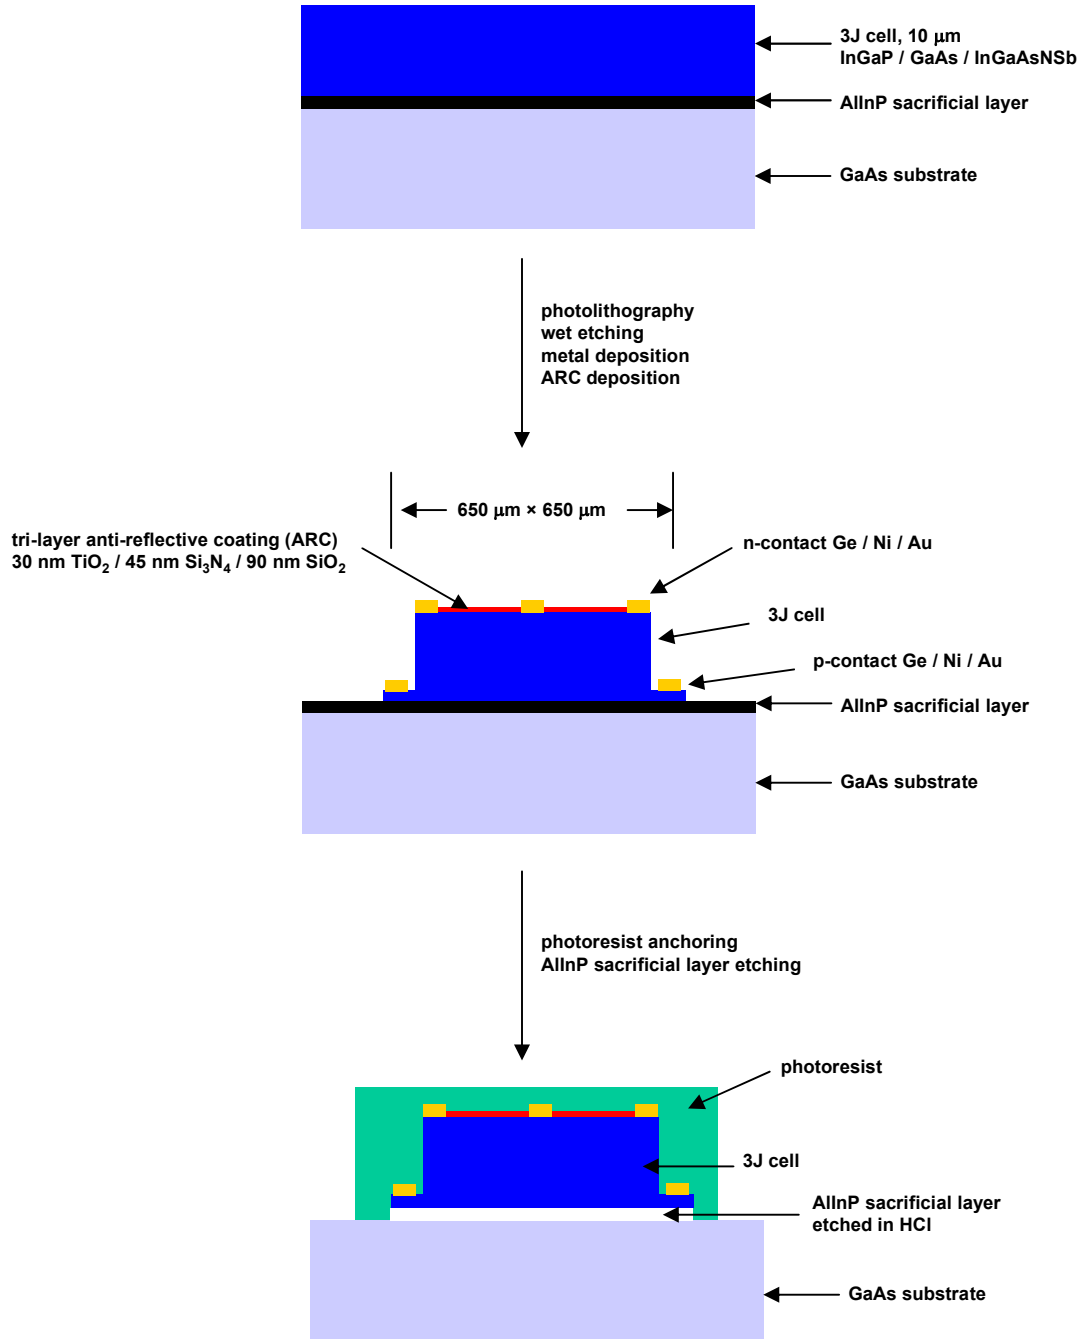 3J cell, 10 μm
InGaP / GaAs / InGaAsNSb
AlInP sacrificial layer
GaAs substrate
photolithography
wet etching
metal deposition
ARC deposition
650 μm × 650 μm
tri-layer anti-reflective coating (ARC)
30 nm TiO₂ / 45 nm Si₃N₄ / 90 nm SiO₂
n-contact Ge / Ni / Au
3J cell
p-contact Ge / Ni / Au
AlInP sacrificial layer
GaAs substrate
photoresist anchoring
AlInP sacrificial layer etching
photoresist
3J cell
AlInP sacrificial layer
etched in HCl
GaAs substrate